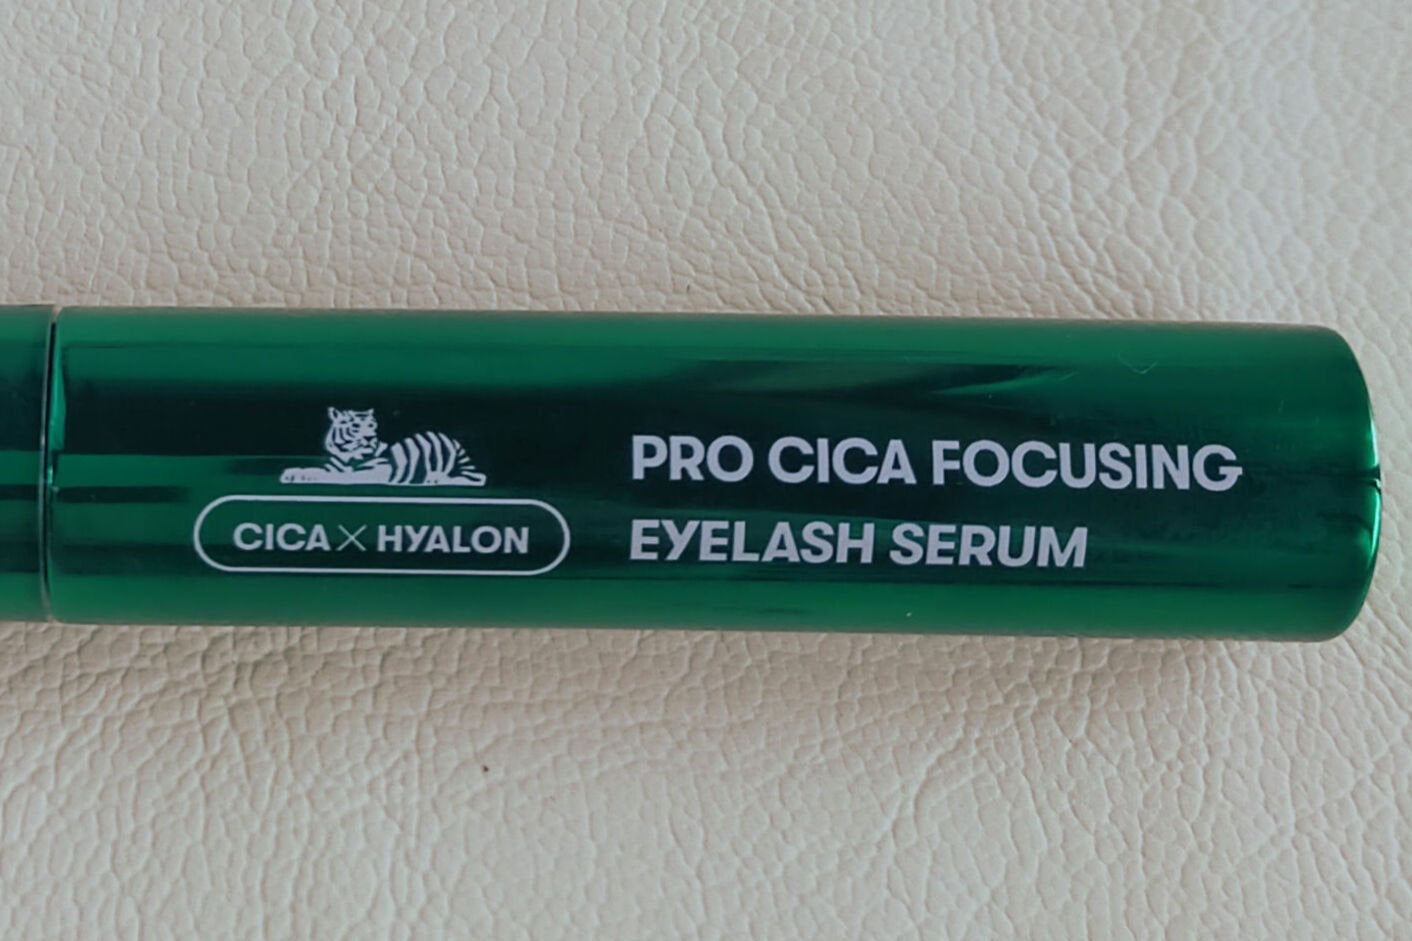 CICA X HYALON
PRO CICA FOCUSING
EYELASH SERUM